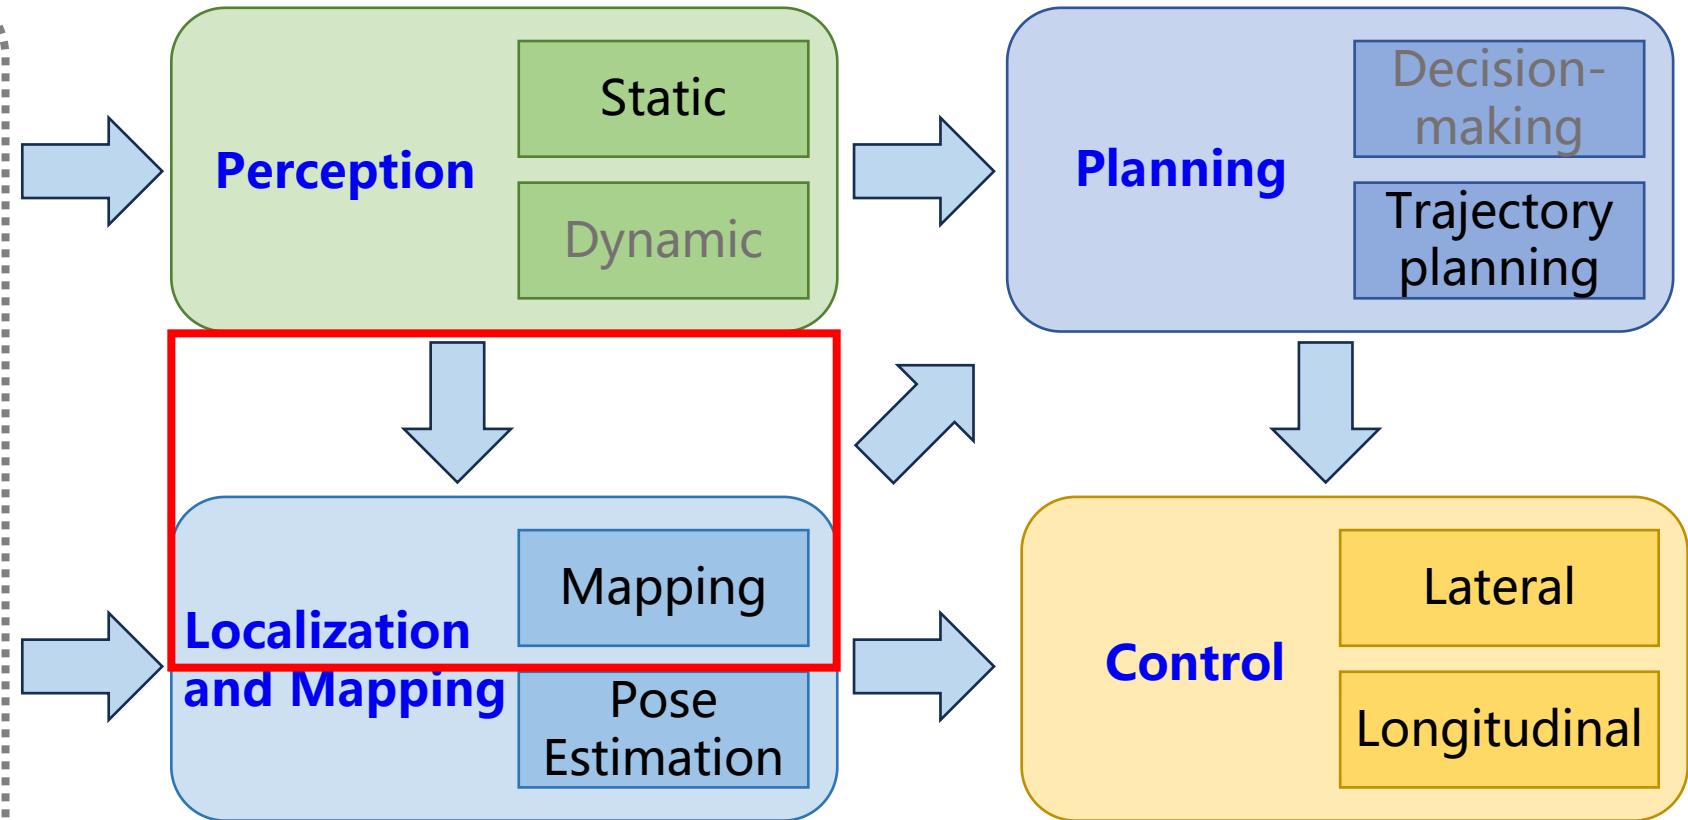 Perception
Static
Dynamic
Planning
Decision-
making
Trajectory
planning
Localization
and Mapping
Mapping
Pose
Estimation
Control
Lateral
Longitudinal